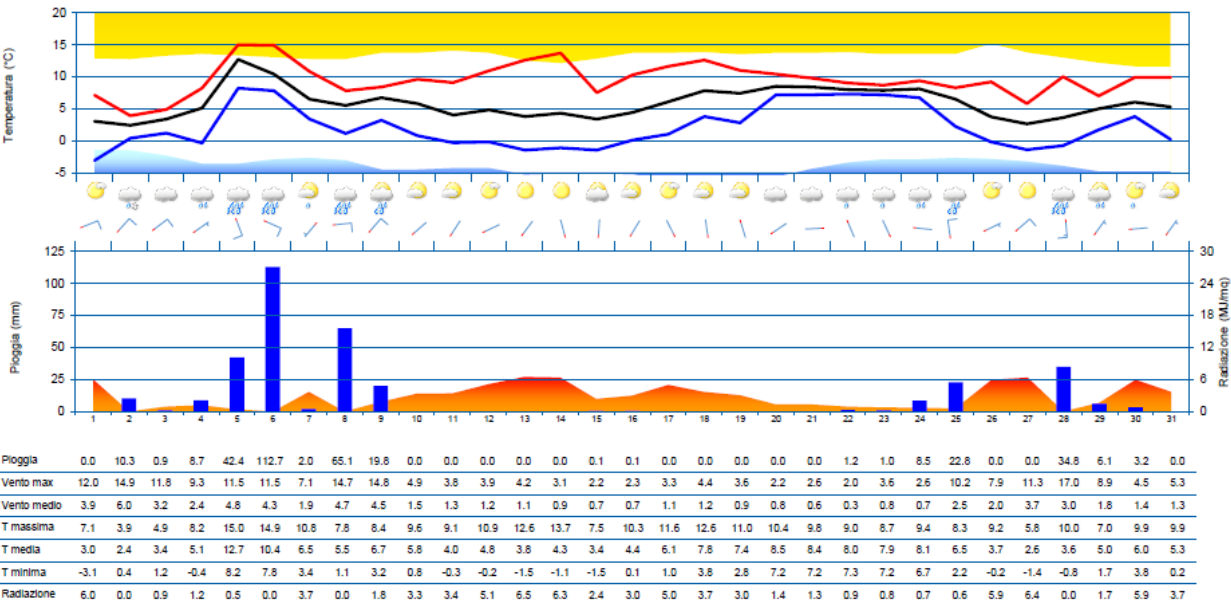 20
15
10
5
0
-5
Temperatura (°C)
125
100
75
50
25
0
Pioggia (mm)
30
24
18
12
6
0
Radiazione (MJ/mq)
1 2 3 4 5 6 7 8 9 10 11 12 13 14 15 16 17 18 19 20 21 22 23 24 25 26 27 28 29 30 31
Pioggia 0.0 10.3 0.9 8.7 42.4 112.7 2.0 65.1 19.8 0.0 0.0 0.0 0.0 0.0 0.1 0.1 0.0 0.0 0.0 0.0 0.0 1.2 1.0 8.5 22.8 0.0 0.0 34.8 6.1 3.2 0.0
Vento max 12.0 14.9 11.8 9.3 11.5 11.5 7.1 14.7 14.8 4.9 3.8 3.9 4.2 3.1 2.2 2.3 3.3 4.4 3.6 2.2 2.6 2.0 3.6 2.6 10.2 7.9 11.3 17.0 8.9 4.5 5.3
Vento medio 3.9 6.0 3.2 2.4 4.8 4.3 1.9 4.7 4.5 1.5 1.3 1.2 1.1 0.9 0.7 0.7 1.1 1.2 0.9 0.8 0.6 0.3 0.8 0.7 2.5 2.0 3.7 3.0 1.8 1.4 1.3
T massima 7.1 3.9 4.9 8.2 15.0 14.9 10.8 7.8 8.4 9.6 9.1 10.9 12.6 13.7 7.5 10.3 11.6 12.6 11.0 10.4 9.8 9.0 8.7 9.4 8.3 9.2 5.8 10.0 7.0 9.9 9.9
T media 3.0 2.4 3.4 5.1 12.7 10.4 6.5 5.5 6.7 5.8 4.0 4.8 3.8 4.3 3.4 4.4 6.1 7.8 7.4 8.5 8.4 8.0 7.9 8.1 6.5 3.7 2.6 3.6 5.0 6.0 5.3
T minima -3.1 0.4 1.2 -0.4 8.2 7.8 3.4 1.1 3.2 0.8 -0.3 -0.2 -1.5 -1.1 -1.5 0.1 1.0 3.8 2.8 7.2 7.2 7.3 7.2 6.7 2.2 -0.2 -1.4 -0.8 1.7 3.8 0.2
Radiazione 6.0 0.0 0.9 1.2 0.5 0.0 3.7 0.0 1.8 3.3 3.4 5.1 6.5 6.3 2.4 3.0 5.0 3.7 3.0 1.4 1.3 0.9 0.8 0.7 0.6 5.9 6.4 0.0 1.7 5.9 3.7